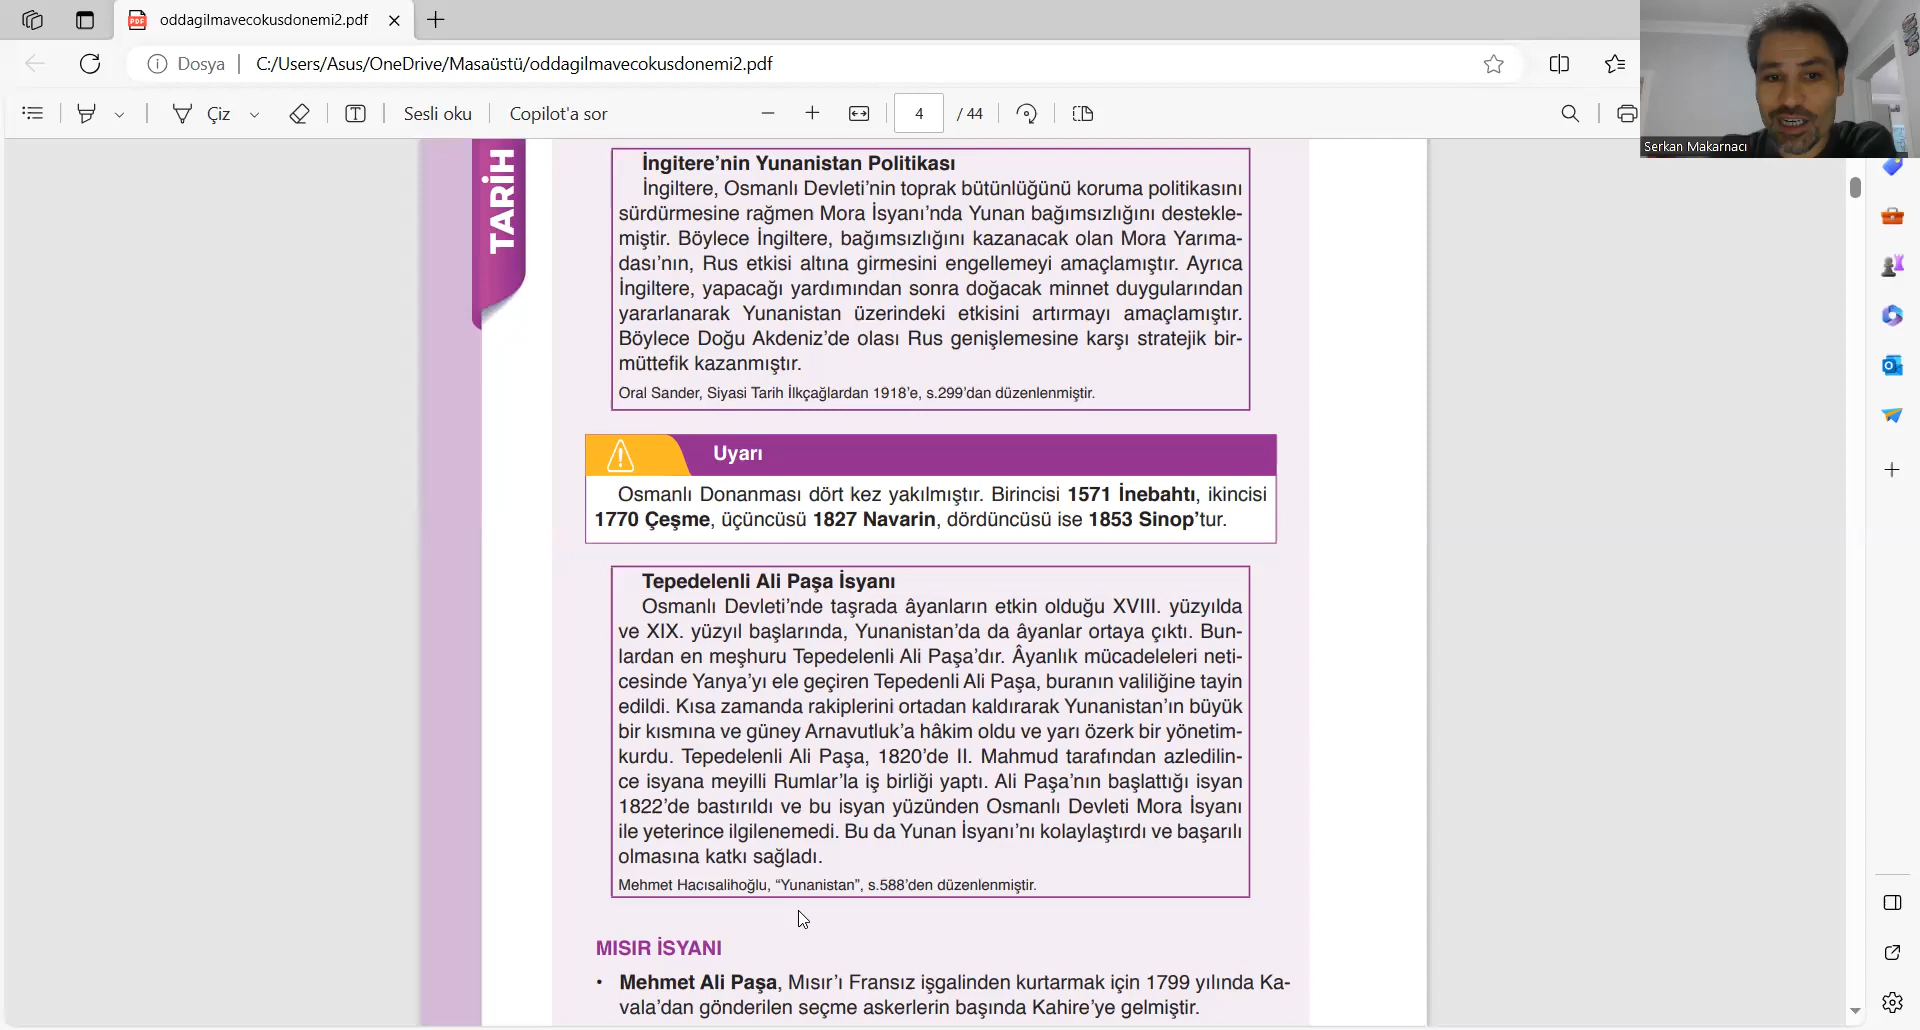 oddagilmavecokusdonemi2.pdf
Dosya
C:/Users/Asus/OneDrive/Masaüstü/oddagilmavecokusdonemi2.pdf
Çiz
Sesli oku
Copilot'a sor
4
/ 44
Serkan Makarnacı
TARİH
İngitere’nin Yunanistan Politikası
İngiltere, Osmanlı Devleti’nin toprak bütünlüğünü koruma politikasını
sürdürmesine rağmen Mora İsyanı’nda Yunan bağımsızlığını destekle-
miştir. Böylece İngiltere, bağımsızlığını kazanacak olan Mora Yarıma-
dası’nın, Rus etkisi altına girmesini engellemeyi amaçlamıştır. Ayrıca
İngiltere, yapacağı yardımından sonra doğacak minnet duygularından
yararlanarak Yunanistan üzerindeki etkisini artırmayı amaçlamıştır.
Böylece Doğu Akdeniz’de olası Rus genişlemesine karşı stratejik bir-
müttefik kazanmıştır.
Oral Sander, Siyasi Tarih İlkçağlardan 1918’e, s.299’dan düzenlenmiştir.
Uyarı
Osmanlı Donanması dört kez yakılmıştır. Birincisi 1571 İnebahtı, ikincisi
1770 Çeşme, üçüncüsü 1827 Navarin, dördüncüsü ise 1853 Sinop’tur.
Tepedelenli Ali Paşa İsyanı
Osmanlı Devleti’nde taşrada âyanların etkin olduğu XVIII. yüzyılda
ve XIX. yüzyıl başlarında, Yunanistan’da da âyanlar ortaya çıktı. Bun-
lardan en meşhuru Tepedelenli Ali Paşa’dır. Âyanlık mücadeleleri neti-
cesinde Yanya’yı ele geçiren Tepedenli Ali Paşa, buranın valiliğine tayin
edildi. Kısa zamanda rakiplerini ortadan kaldırarak Yunanistan’ın büyük
bir kısmına ve güney Arnavutluk’a hâkim oldu ve yarı özerk bir yönetim-
kurdu. Tepedelenli Ali Paşa, 1820’de II. Mahmud tarafından azledilin-
ce isyana meyilli Rumlar’la iş birliği yaptı. Ali Paşa’nın başlattığı isyan
1822’de bastırıldı ve bu isyan yüzünden Osmanlı Devleti Mora İsyanı
ile yeterince ilgilenemedi. Bu da Yunan İsyanı’nı kolaylaştırdı ve başarılı
olmasına katkı sağladı.
Mehmet Hacısalihoğlu, “Yunanistan”, s.588’den düzenlenmiştir.
MISIR İSYANI
• Mehmet Ali Paşa, Mısır’ı Fransız işgalinden kurtarmak için 1799 yılında Ka-
vala’dan gönderilen seçme askerlerin başında Kahire’ye gelmiştir.